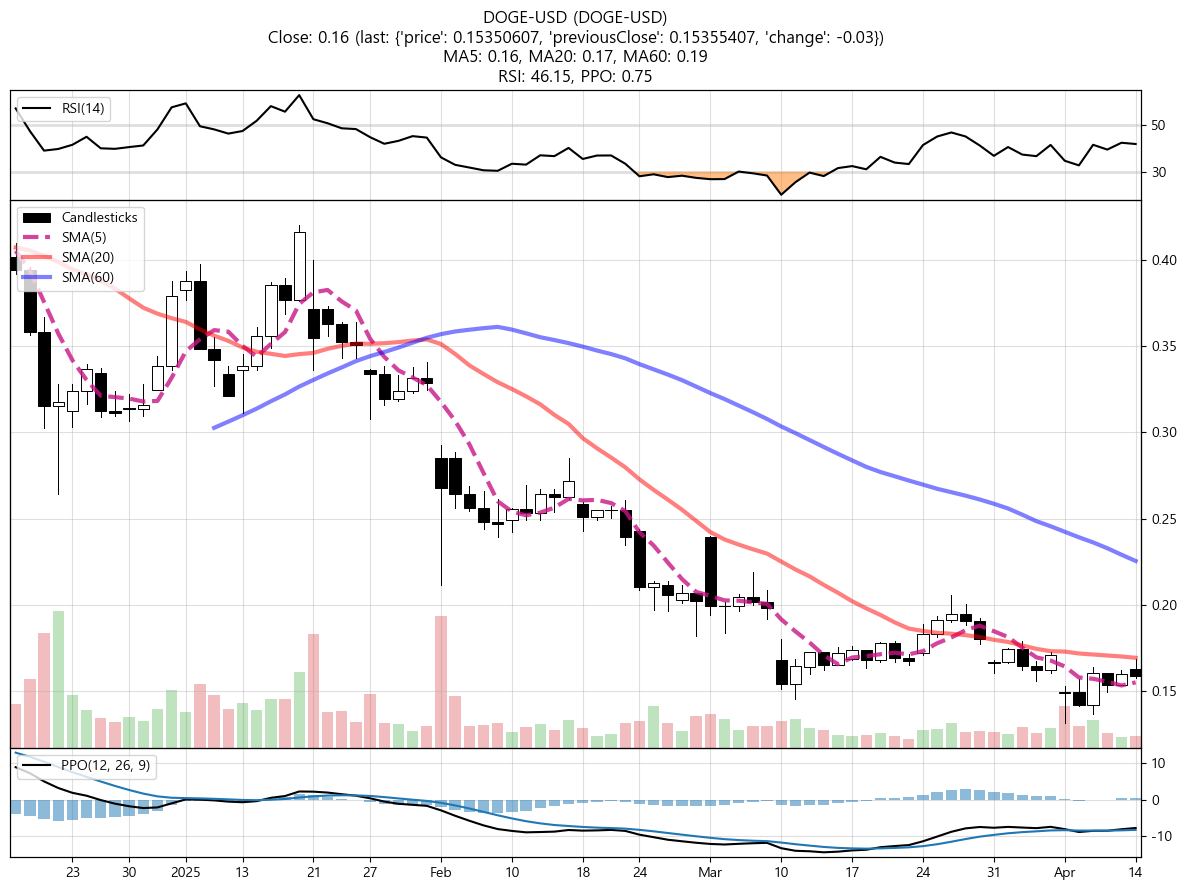 DOGE-USD (DOGE-USD)
Close: 0.16 (last: {'price': 0.15350607, 'previousClose': 0.15355407, 'change': -0.03})
MA5: 0.16, MA20: 0.17, MA60: 0.19
RSI: 46.15, PPO: 0.75
RSI(14)
50
30
Candlesticks
SMA(5)
SMA(20)
SMA(60)
0.40
0.35
0.30
0.25
0.20
0.15
PPO(12, 26, 9)
10
0
-10
23 30 2025 13 21 27 Feb 10 18 24 Mar 10 17 24 31 Apr 14